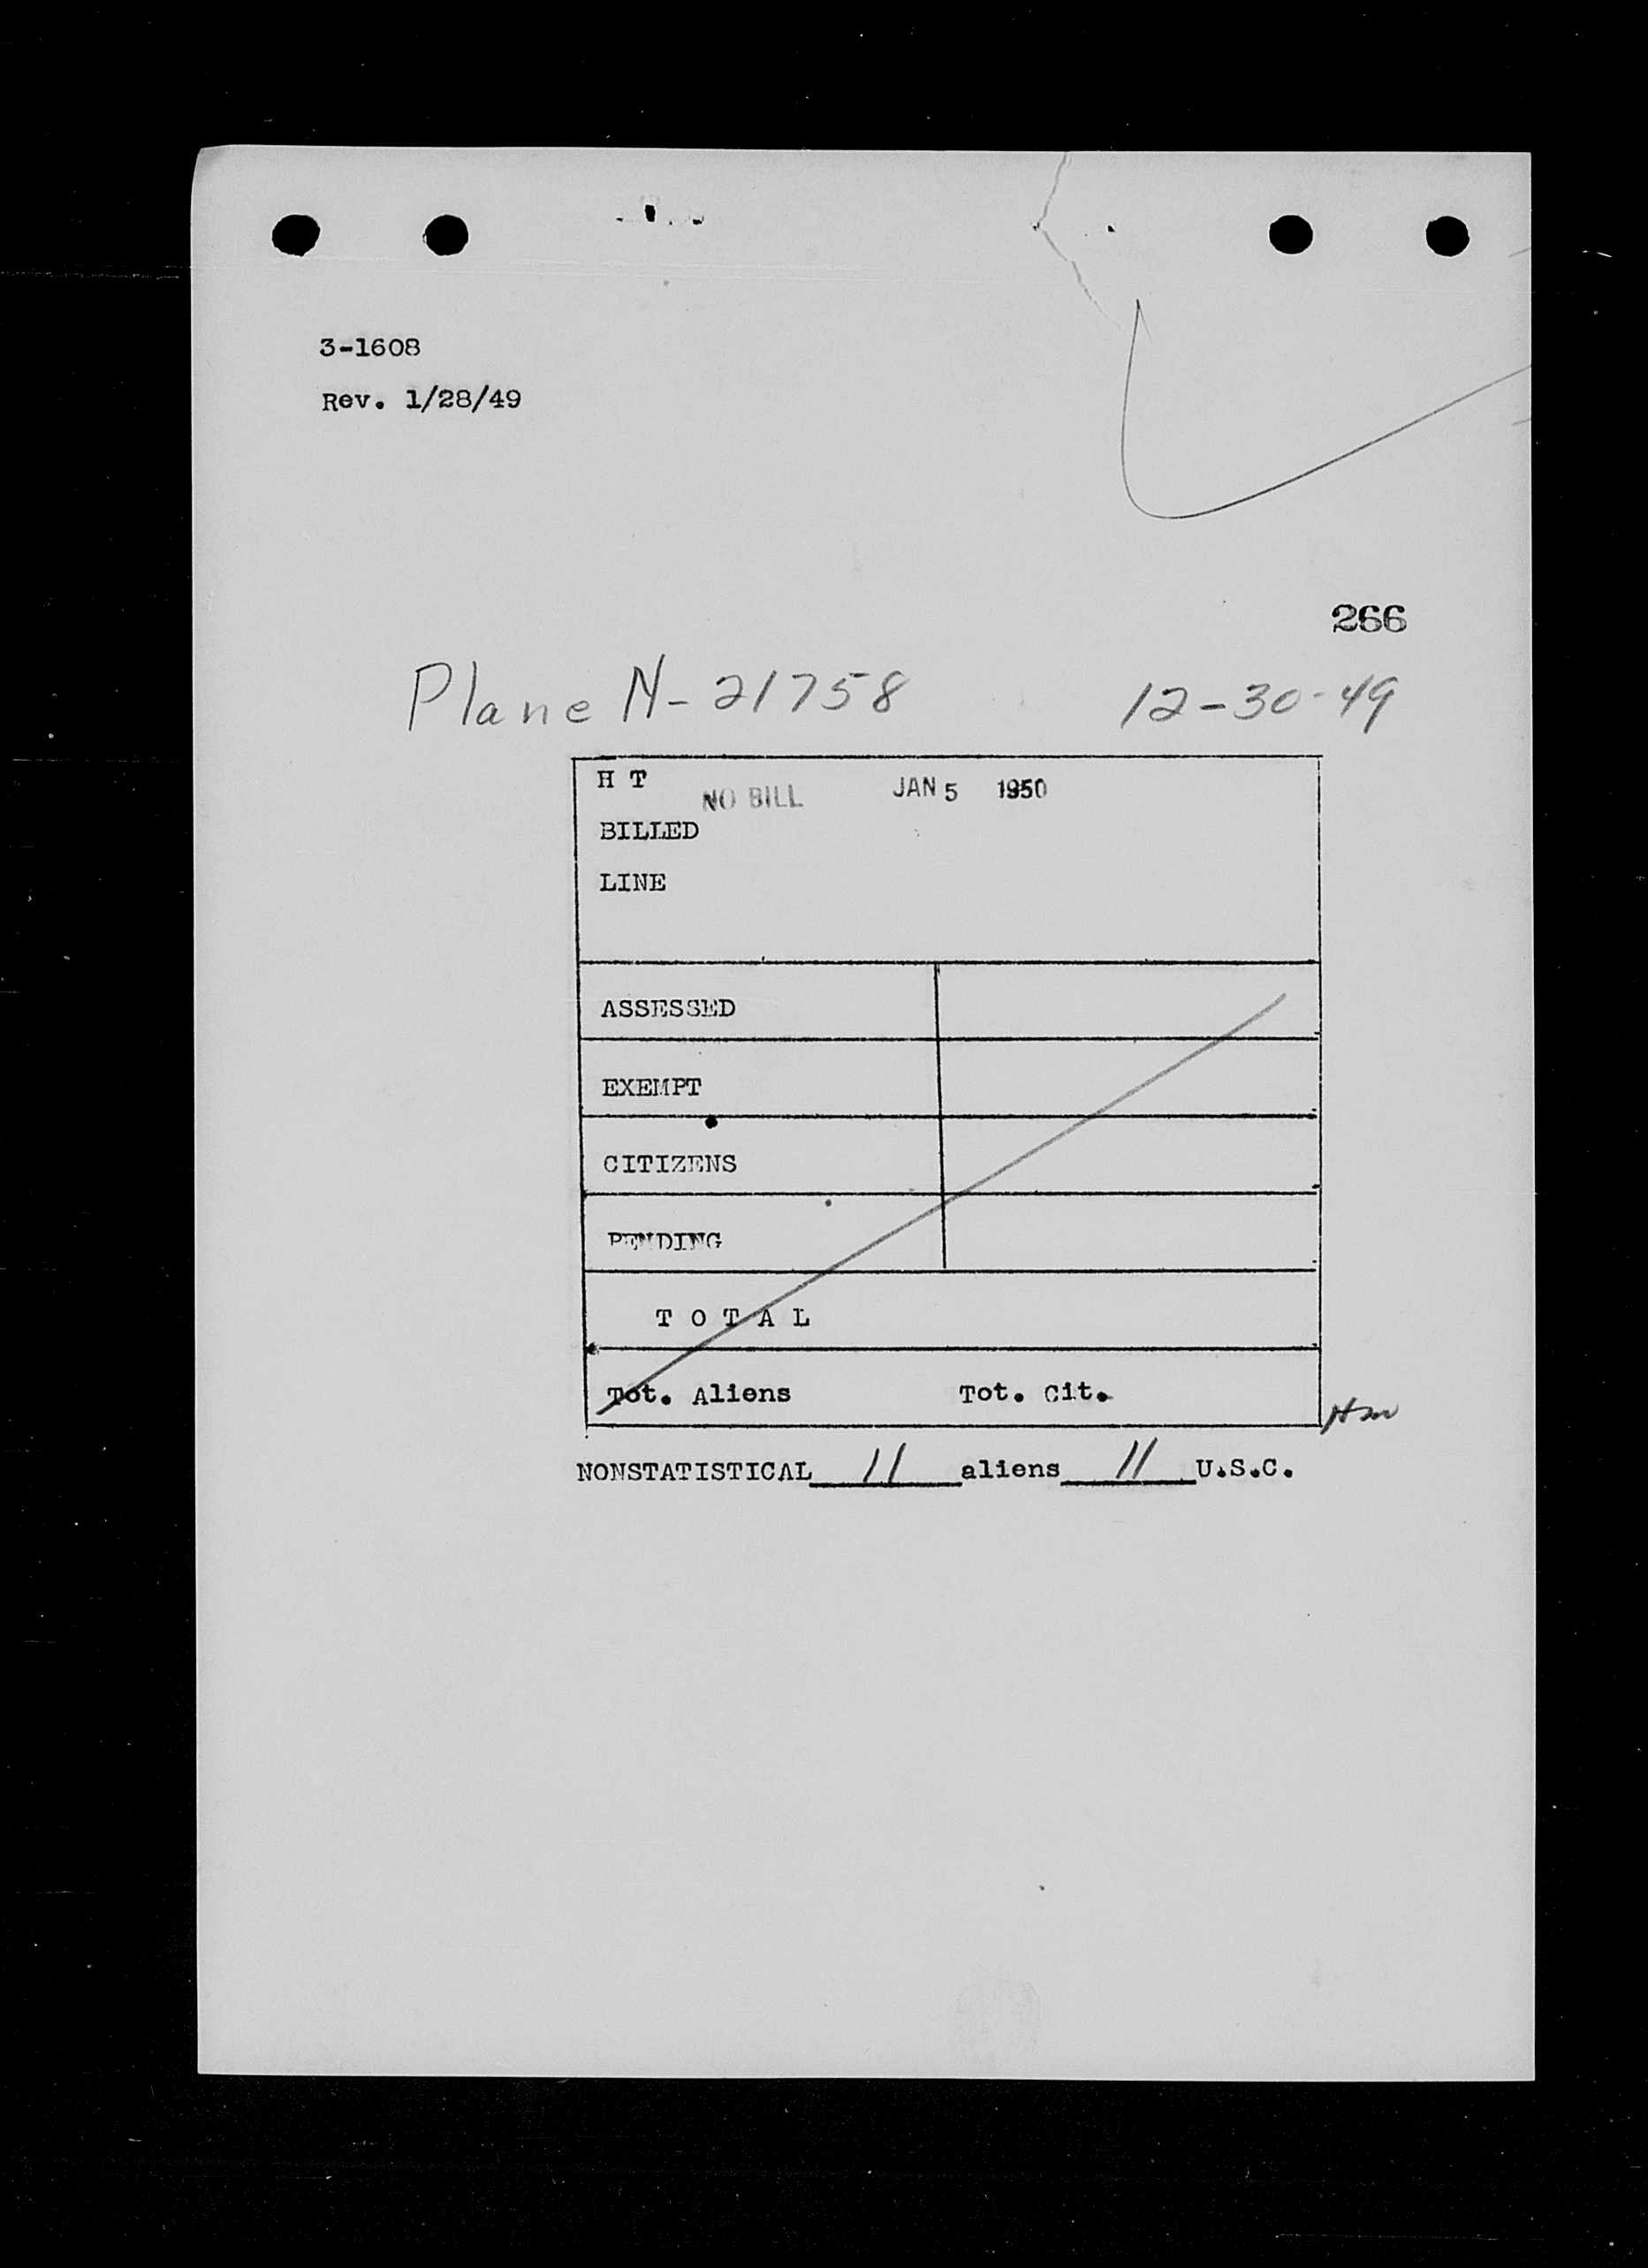 3-1608
Rev. 1/28/49
266
Plane N-21758 12-30-49
H T NO BILL JAN 5 1950
BILLED
LINE
ASSESSED
EXEMPT
CITIZENS
PENDING
T O T A L
Tot. Aliens Tot. Cit.
NONSTATISTICAL 11 aliens 11 U.S.C.